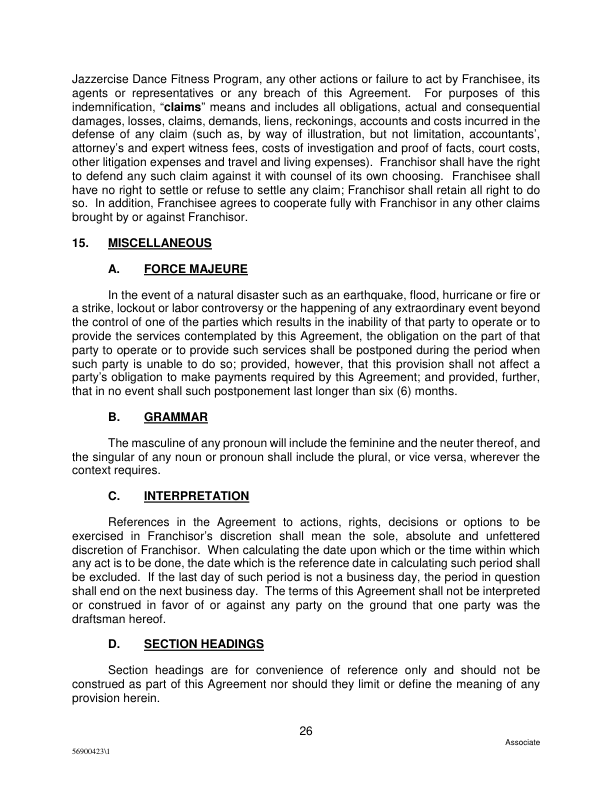 Jazzercise Dance Fitness Program, any other actions or failure to act by Franchisee, its
agents or representatives or any breach of this Agreement.  For purposes of this
indemnification, “claims” means and includes all obligations, actual and consequential
damages, losses, claims, demands, liens, reckonings, accounts and costs incurred in the
defense of any claim (such as, by way of illustration, but not limitation, accountants’,
attorney’s and expert witness fees, costs of investigation and proof of facts, court costs,
other litigation expenses and travel and living expenses).  Franchisor shall have the right
to defend any such claim against it with counsel of its own choosing.  Franchisee shall
have no right to settle or refuse to settle any claim; Franchisor shall retain all right to do
so.  In addition, Franchisee agrees to cooperate fully with Franchisor in any other claims
brought by or against Franchisor.
15. MISCELLANEOUS
A. FORCE MAJEURE
In the event of a natural disaster such as an earthquake, flood, hurricane or fire or
a strike, lockout or labor controversy or the happening of any extraordinary event beyond
the control of one of the parties which results in the inability of that party to operate or to
provide the services contemplated by this Agreement, the obligation on the part of that
party to operate or to provide such services shall be postponed during the period when
such party is unable to do so; provided, however, that this provision shall not affect a
party’s obligation to make payments required by this Agreement; and provided, further,
that in no event shall such postponement last longer than six (6) months.
B. GRAMMAR
The masculine of any pronoun will include the feminine and the neuter thereof, and
the singular of any noun or pronoun shall include the plural, or vice versa, wherever the
context requires.
C. INTERPRETATION
References in the Agreement to actions, rights, decisions or options to be
exercised in Franchisor’s discretion shall mean the sole, absolute and unfettered
discretion of Franchisor.  When calculating the date upon which or the time within which
any act is to be done, the date which is the reference date in calculating such period shall
be excluded.  If the last day of such period is not a business day, the period in question
shall end on the next business day.  The terms of this Agreement shall not be interpreted
or construed in favor of or against any party on the ground that one party was the
draftsman hereof.
D. SECTION HEADINGS
Section headings are for convenience of reference only and should not be
construed as part of this Agreement nor should they limit or define the meaning of any
provision herein.
26
Associate
56900423\1